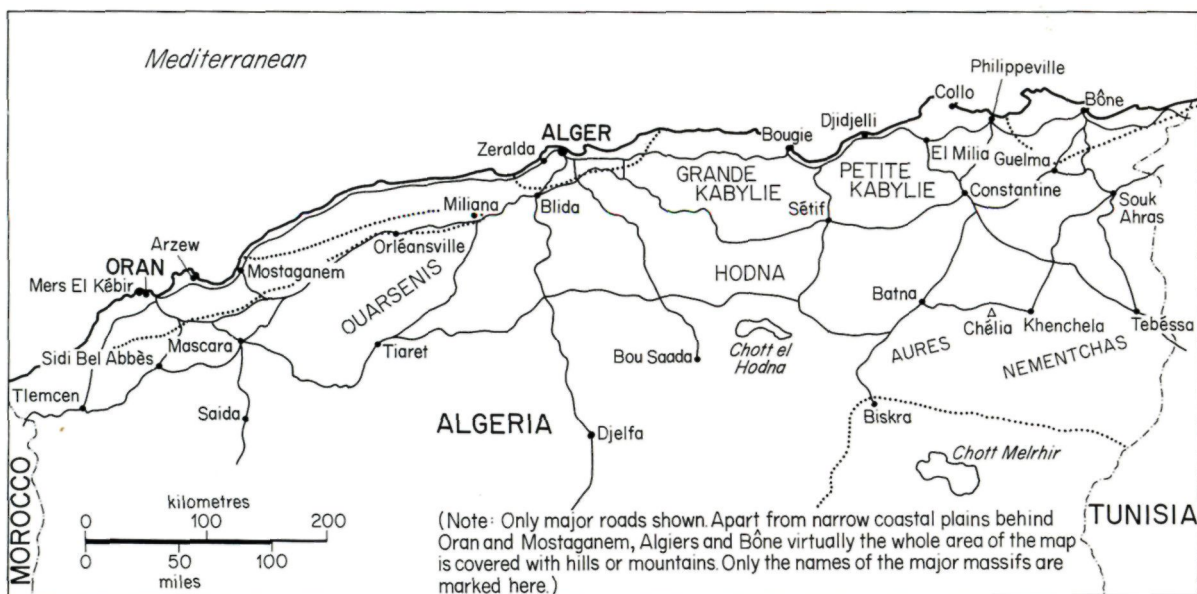 Mediterranean
Philippeville
Collo
Bône
Djidjelli
Bougie
ALGER
Zeralda
El Milia
Guelma
GRANDE
KABYLIE
PETITE
KABYLIE
Constantine
Miliana
Blida
Sétif
Souk
Ahras
Orléansville
Arzew
ORAN
Mostaganem
Mers El Kébir
HODNA
OUARSENIS
Batna
Chélia
Khenchela
Tebéssa
Sidi Bel Abbès
Mascara
Tiaret
Bou Saada
Chott el
Hodna
AURES
NEMENTCHAS
Tlemcen
Saida
ALGERIA
Djelfa
Biskra
Chott Melrhir
MOROCCO
TUNISIA
kilometres
0 100 200
0 50 100
miles
(Note: Only major roads shown. Apart from narrow coastal plains behind
Oran and Mostaganem, Algiers and Bône virtually the whole area of the map
is covered with hills or mountains. Only the names of the major massifs are
marked here.)